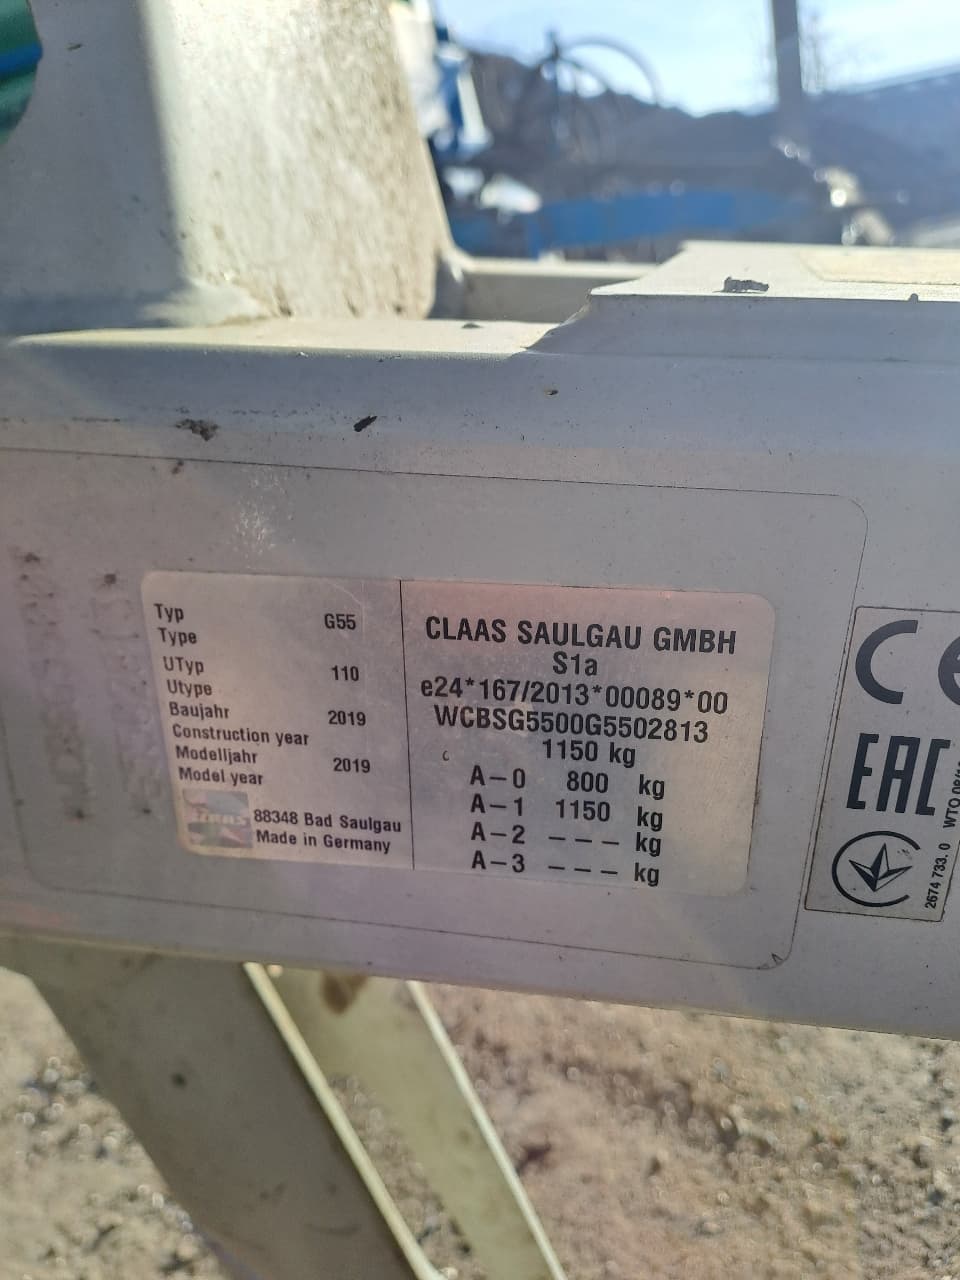 Typ
Type
G55
UTyp
Utype
110
Baujahr
Construction year
2019
Modelljahr
Model year
2019
CLAAS
88348 Bad Saulgau
Made in Germany
CLAAS SAULGAU GMBH
S1a
e24*167/2013*00089*00
WCBSG5500G5502813
1150 kg
A-0 800 kg
A-1 1150 kg
A-2 --- kg
A-3 --- kg
CE
EAC
2674 733. 0